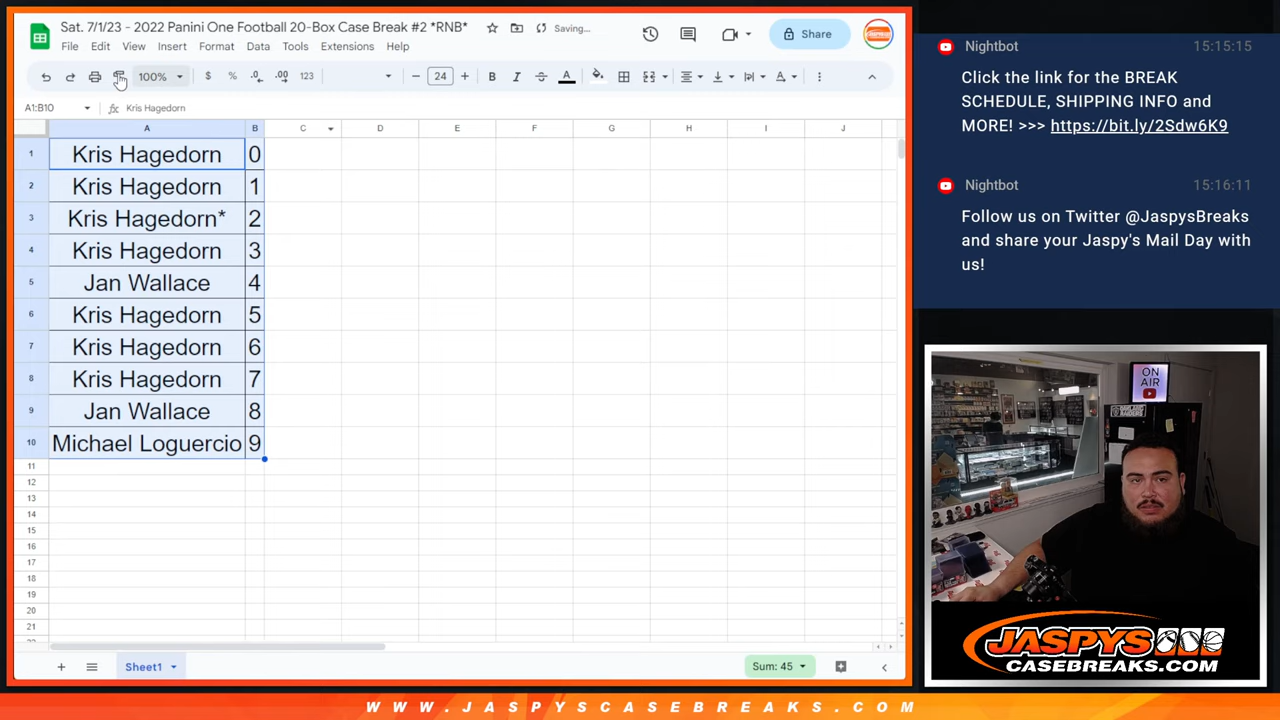 Sat. 7/1/23 - 2022 Panini One Football 20-Box Case Break #2 *RNB*
Saving...
Share
File Edit View Insert Format Data Tools Extensions Help
100%
$ % .0 .00 123
24
B I A
A1:B10
fx Kris Hagedorn
A B C D E F G H I J
1 Kris Hagedorn 0
2 Kris Hagedorn 1
3 Kris Hagedorn* 2
4 Kris Hagedorn 3
5 Jan Wallace 4
6 Kris Hagedorn 5
7 Kris Hagedorn 6
8 Kris Hagedorn 7
9 Jan Wallace 8
10 Michael Loguercio 9
11
12
13
14
15
16
17
18
19
20
21
Sheet1
Sum: 45
Nightbot 15:15:15
Click the link for the BREAK
SCHEDULE, SHIPPING INFO and
MORE! >>> https://bit.ly/2Sdw6K9
Nightbot 15:16:11
Follow us on Twitter @JaspysBreaks
and share your Jaspy's Mail Day with
us!
ON
AIR
JASPYS
CASEBREAKS.COM
WWW.JASPYSCASEBREAKS.COM